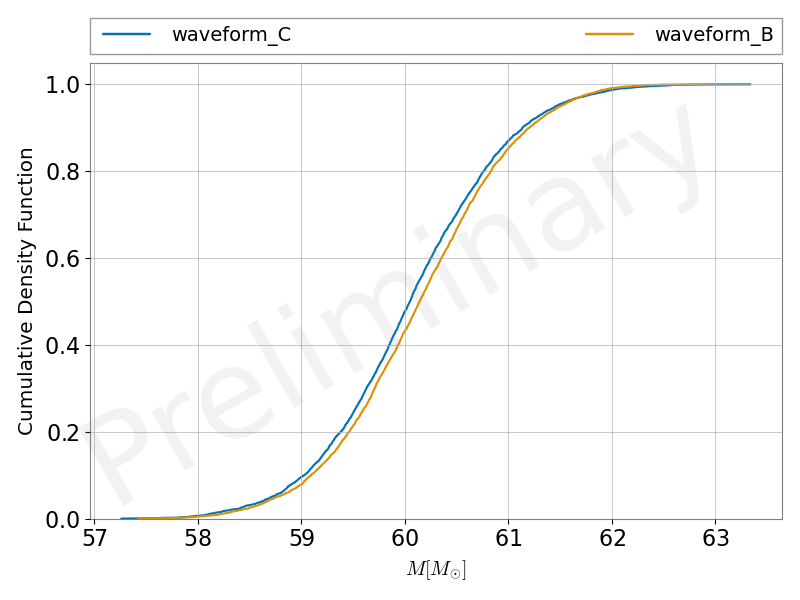 waveform_C waveform_B
1.0
0.8
0.6
0.4
0.2
0.0
Cumulative Density Function
Preliminary
57 58 59 60 61 62 63
M[M⊙]